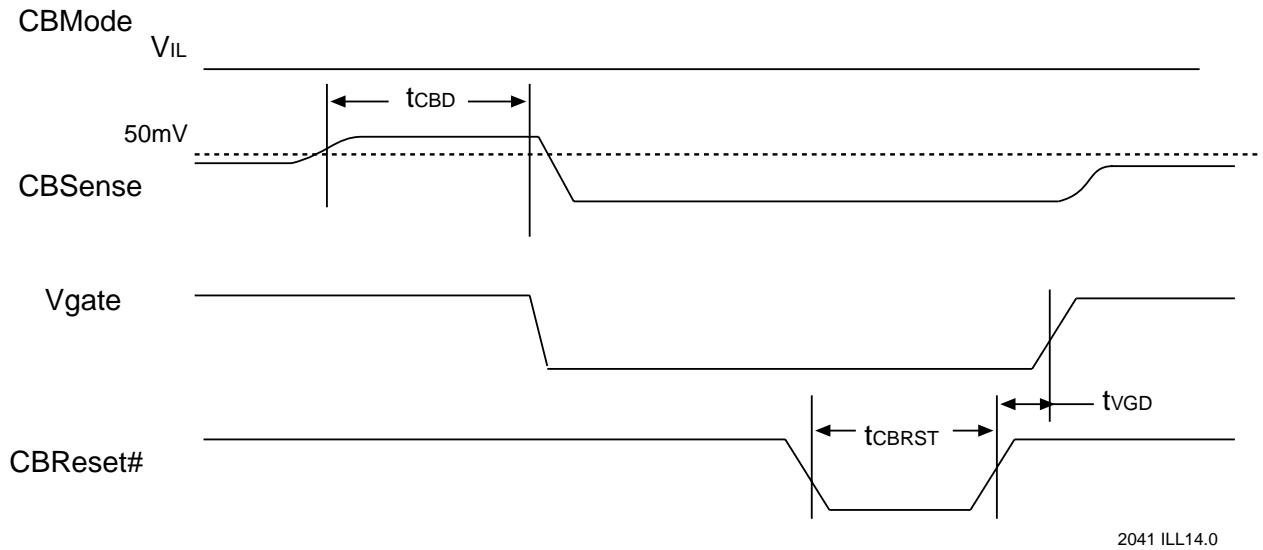 CBMode
VIL
tCBD
50mV
CBSense
Vgate
tVGD
tCBRST
CBReset#
2041 ILL14.0